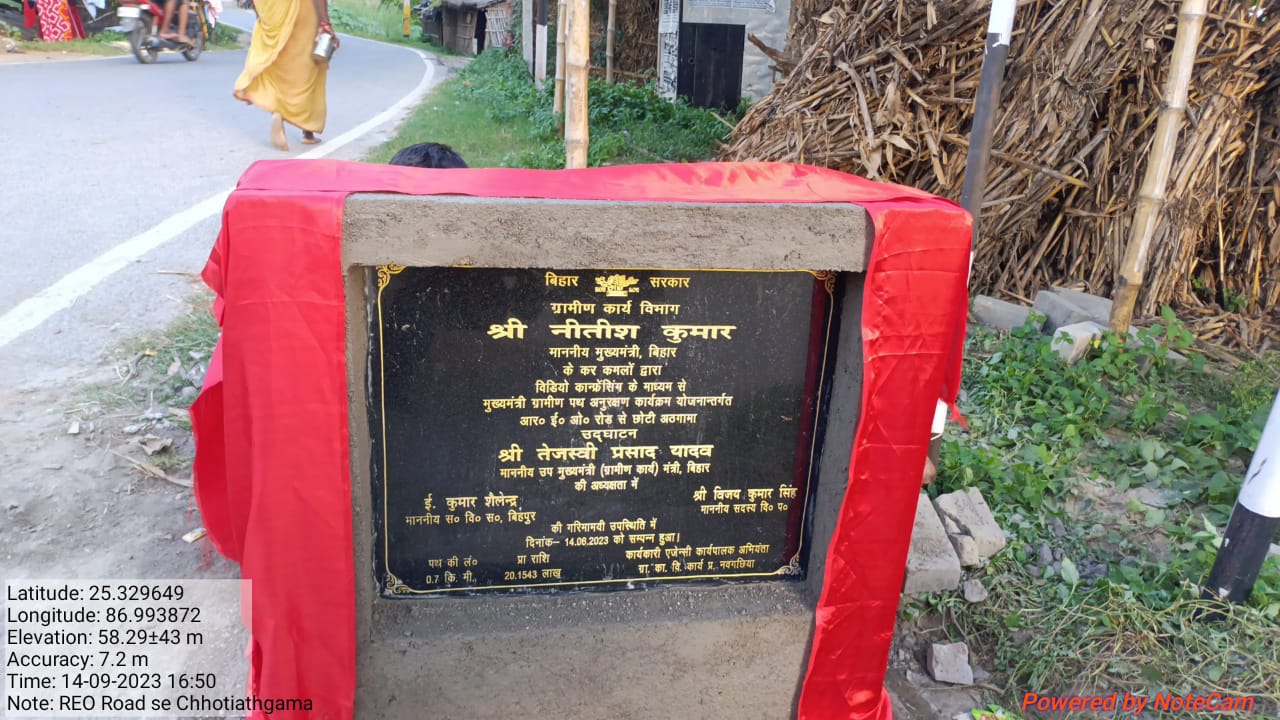 बिहार सरकार
ग्रामीण कार्य विभाग
श्री नीतीश कुमार
माननीय मुख्यमंत्री, बिहार
के कर कमलों द्वारा
विडियो कान्फ्रेंसिंग के माध्यम से
मुख्यमंत्री ग्रामीण पथ अनुरक्षण कार्यक्रम योजनान्तर्गत
आर० ई० ओ० रोड से छोटी अठगामा
उद्घाटन
श्री तेजस्वी प्रसाद यादव
माननीय उप मुख्यमंत्री (ग्रामीण कार्य) मंत्री, बिहार
की अध्यक्षता में
ई. कुमार शैलेन्द्र श्री विजय कुमार सिंह
माननीय स० वि० स०, बिहपुर माननीय सदस्य वि० प०
की गरिमामयी उपस्थिति में
दिनांक– 14.06.2023 को सम्पन्न हुआ।
पथ की लं० प्रा राशि कार्यकारी एजेन्सी कार्यपालक अभियंता
0.7 कि. मी. 20.1543 लाख ग्रा. का. वि. कार्य प्र. नवगछिया
Latitude: 25.329649
Longitude: 86.993872
Elevation: 58.29±43 m
Accuracy: 7.2 m
Time: 14-09-2023 16:50
Note: REO Road se Chhotiathgama
Powered by NoteCam